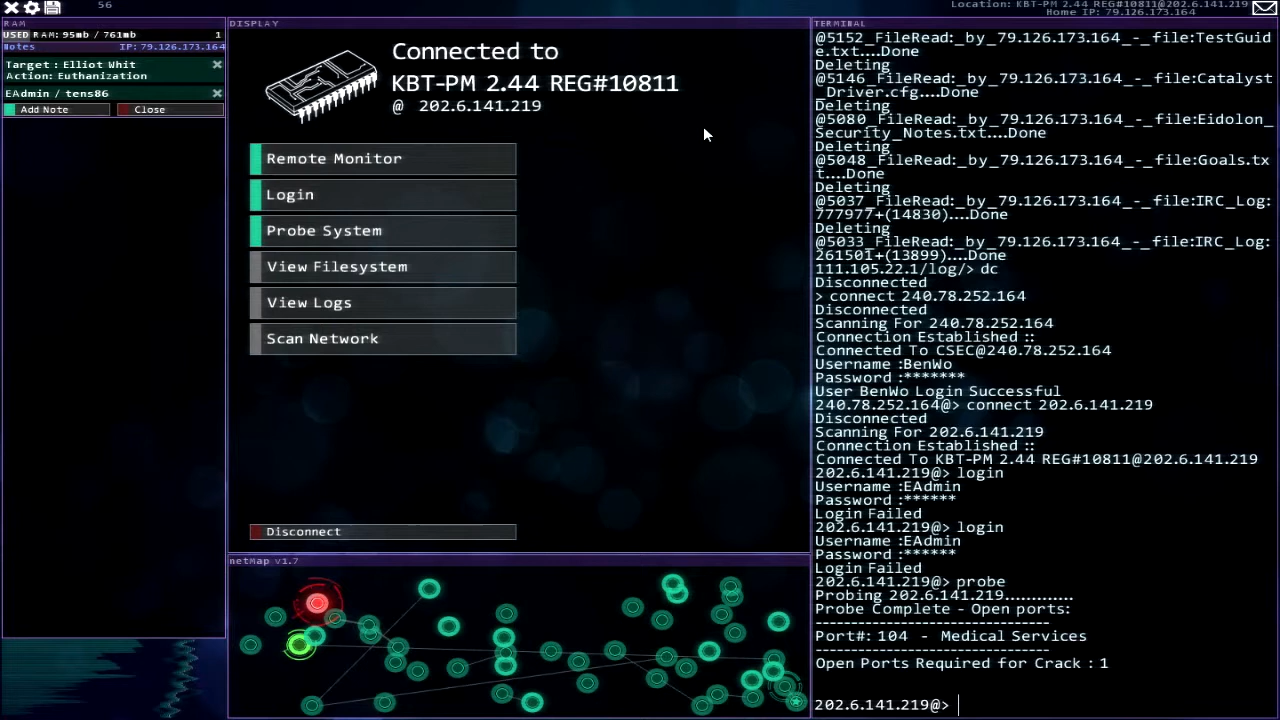 56
Location: KBT-PM 2.44 REG#10811@202.6.141.219
Home IP: 79.126.173.164
RAM
USED RAM: 95mb / 761mb 1
Notes IP: 79.126.173.164
Target : Elliot Whit
Action: Euthanization
EAdmin / tens86
Add Note Close
DISPLAY
Connected to
KBT-PM 2.44 REG#10811
@ 202.6.141.219
Remote Monitor
Login
Probe System
View Filesystem
View Logs
Scan Network
Disconnect
netMap v1.7
TERMINAL
@5152_FileRead:_by_79.126.173.164_-_file:TestGuid
e.txt....Done
Deleting
@5146_FileRead:_by_79.126.173.164_-_file:Catalyst
_Driver.cfg....Done
Deleting
@5080_FileRead:_by_79.126.173.164_-_file:Eidolon_
Security_Notes.txt....Done
Deleting
@5048_FileRead:_by_79.126.173.164_-_file:Goals.tx
t....Done
Deleting
@5037_FileRead:_by_79.126.173.164_-_file:IRC_Log:
777977+(14830)....Done
Deleting
@5033_FileRead:_by_79.126.173.164_-_file:IRC_Log:
261501+(13899)....Done
111.105.22.1/log/> dc
Disconnected
> connect 240.78.252.164
Disconnected
Scanning For 240.78.252.164
Connection Established ::
Connected To CSEC@240.78.252.164
Username :BenWo
Password :*******
User BenWo Login Successful
240.78.252.164@> connect 202.6.141.219
Disconnected
Scanning For 202.6.141.219
Connection Established ::
Connected To KBT-PM 2.44 REG#10811@202.6.141.219
202.6.141.219@> login
Username :EAdmin
Password :******
Login Failed
202.6.141.219@> login
Username :EAdmin
Password :******
Login Failed
202.6.141.219@> probe
Probing 202.6.141.219.............
Probe Complete - Open ports:
---------------------------------
Port#: 104 - Medical Services
---------------------------------
Open Ports Required for Crack : 1
202.6.141.219@>